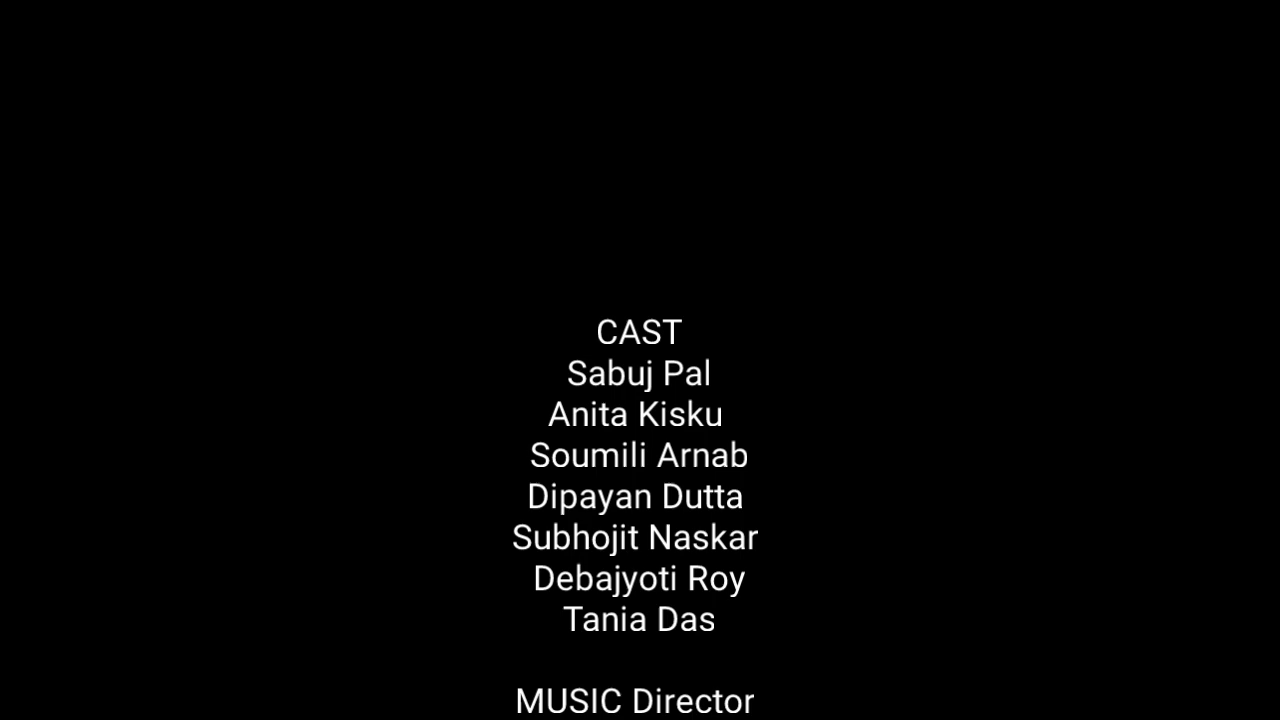 CAST
Sabuj Pal
Anita Kisku
Soumili Arnab
Dipayan Dutta
Subhojit Naskar
Debajyoti Roy
Tania Das
MUSIC Director